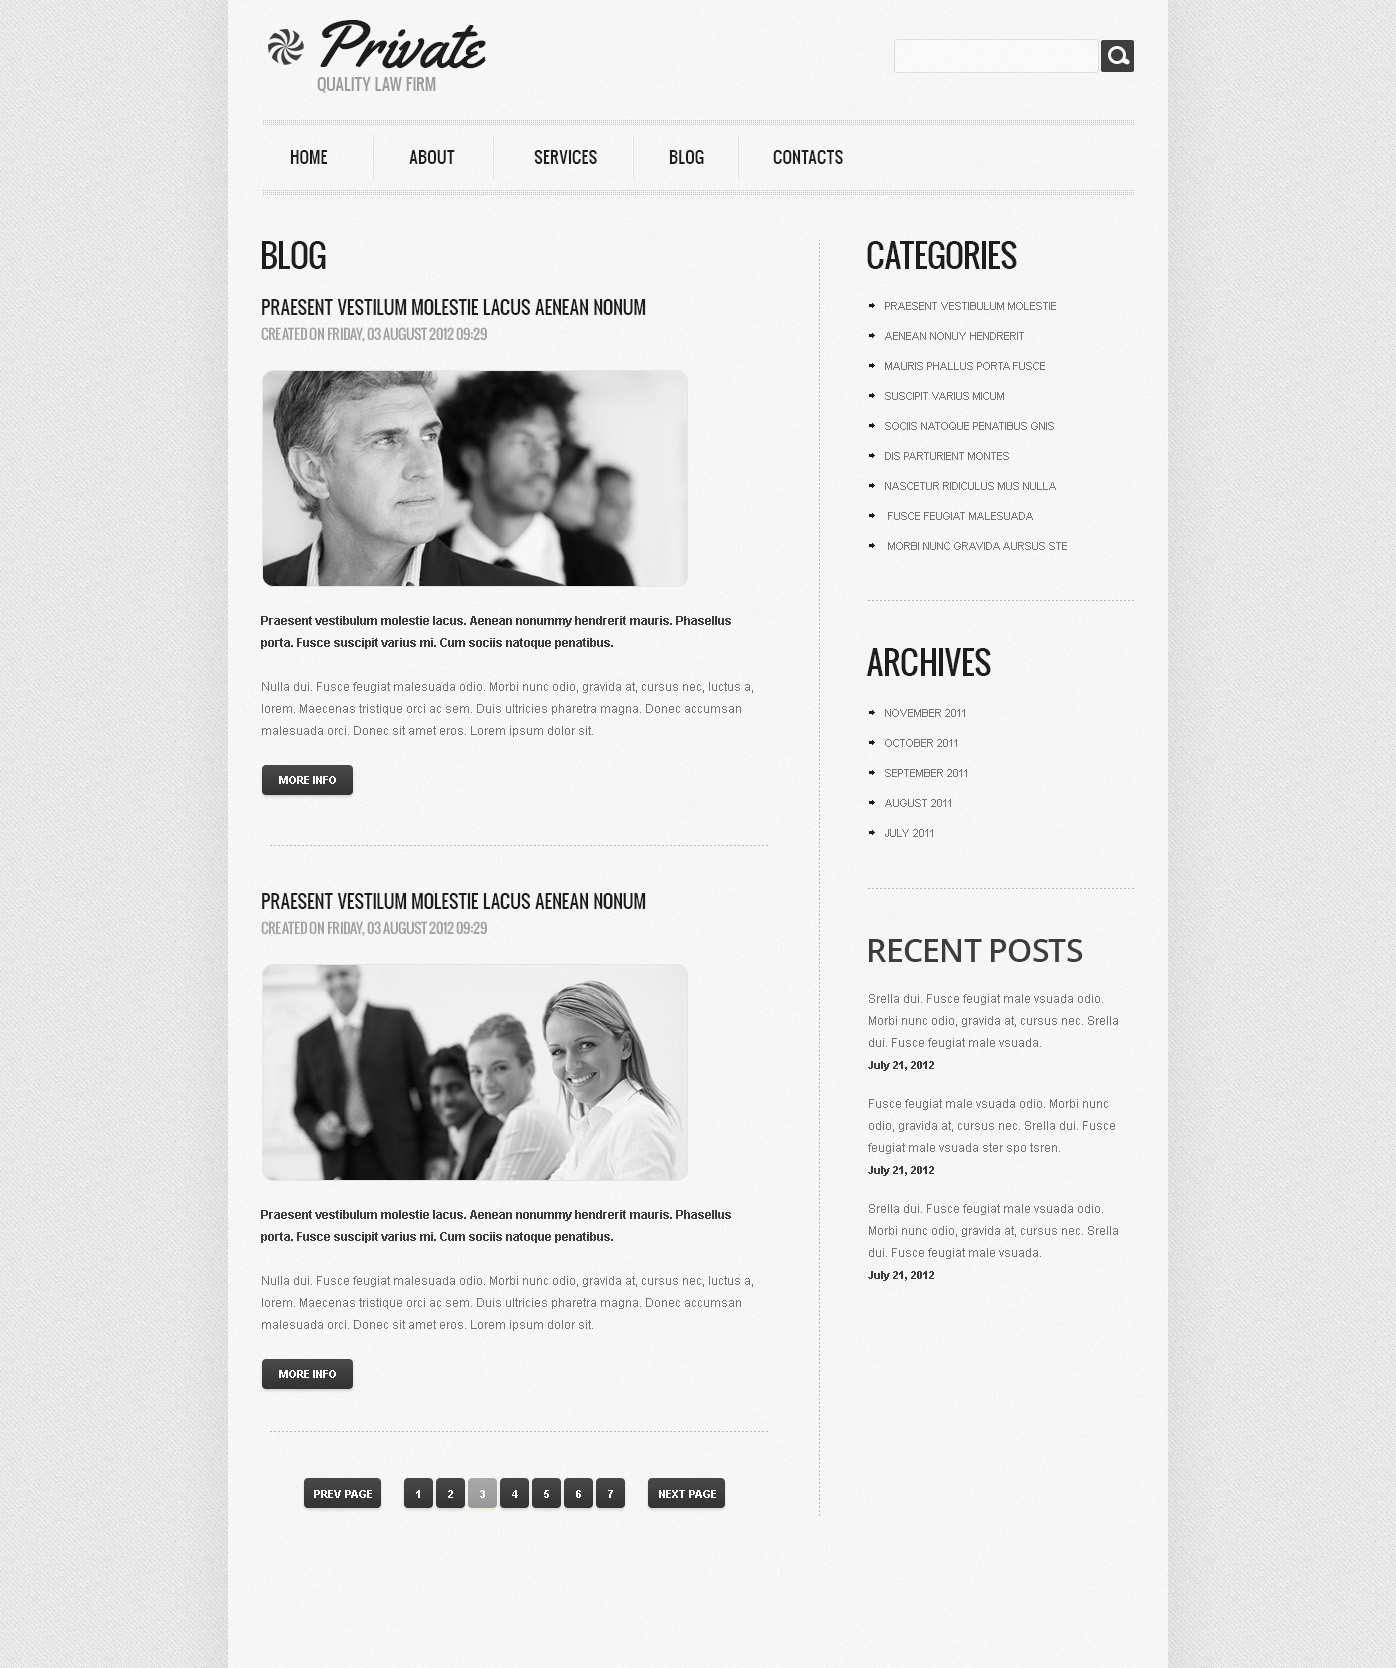 Private
QUALITY LAW FIRM
HOME
ABOUT
SERVICES
BLOG
CONTACTS
BLOG
PRAESENT VESTILUM MOLESTIE LACUS AENEAN NONUM
CREATED ON FRIDAY, 03 AUGUST 2012 09:29
Praesent vestibulum molestie lacus. Aenean nonummy hendrerit mauris. Phasellus
porta. Fusce suscipit varius mi. Cum sociis natoque penatibus.
Nulla dui. Fusce feugiat malesuada odio. Morbi nunc odio, gravida at, cursus nec, luctus a,
lorem. Maecenas tristique orci ac sem. Duis ultricies pharetra magna. Donec accumsan
malesuada orci. Donec sit amet eros. Lorem ipsum dolor sit.
MORE INFO
PRAESENT VESTILUM MOLESTIE LACUS AENEAN NONUM
CREATED ON FRIDAY, 03 AUGUST 2012 09:29
Praesent vestibulum molestie lacus. Aenean nonummy hendrerit mauris. Phasellus
porta. Fusce suscipit varius mi. Cum sociis natoque penatibus.
Nulla dui. Fusce feugiat malesuada odio. Morbi nunc odio, gravida at, cursus nec, luctus a,
lorem. Maecenas tristique orci ac sem. Duis ultricies pharetra magna. Donec accumsan
malesuada orci. Donec sit amet eros. Lorem ipsum dolor sit.
MORE INFO
PREV PAGE 1 2 3 4 5 6 7 NEXT PAGE
CATEGORIES
PRAESENT VESTIBULUM MOLESTIE
AENEAN NONUY HENDRERIT
MAURIS PHALLUS PORTA FUSCE
SUSCIPIT VARIUS MICUM
SOCIIS NATOQUE PENATIBUS GNIS
DIS PARTURIENT MONTES
NASCETUR RIDICULUS MUS NULLA
FUSCE FEUGIAT MALESUADA
MORBI NUNC GRAVIDA AURSUS STE
ARCHIVES
NOVEMBER 2011
OCTOBER 2011
SEPTEMBER 2011
AUGUST 2011
JULY 2011
RECENT POSTS
Srella dui. Fusce feugiat male vsuada odio.
Morbi nunc odio, gravida at, cursus nec. Srella
dui. Fusce feugiat male vsuada.
July 21, 2012
Fusce feugiat male vsuada odio. Morbi nunc
odio, gravida at, cursus nec. Srella dui. Fusce
feugiat male vsuada ster spo tsren.
July 21, 2012
Srella dui. Fusce feugiat male vsuada odio.
Morbi nunc odio, gravida at, cursus nec. Srella
dui. Fusce feugiat male vsuada.
July 21, 2012